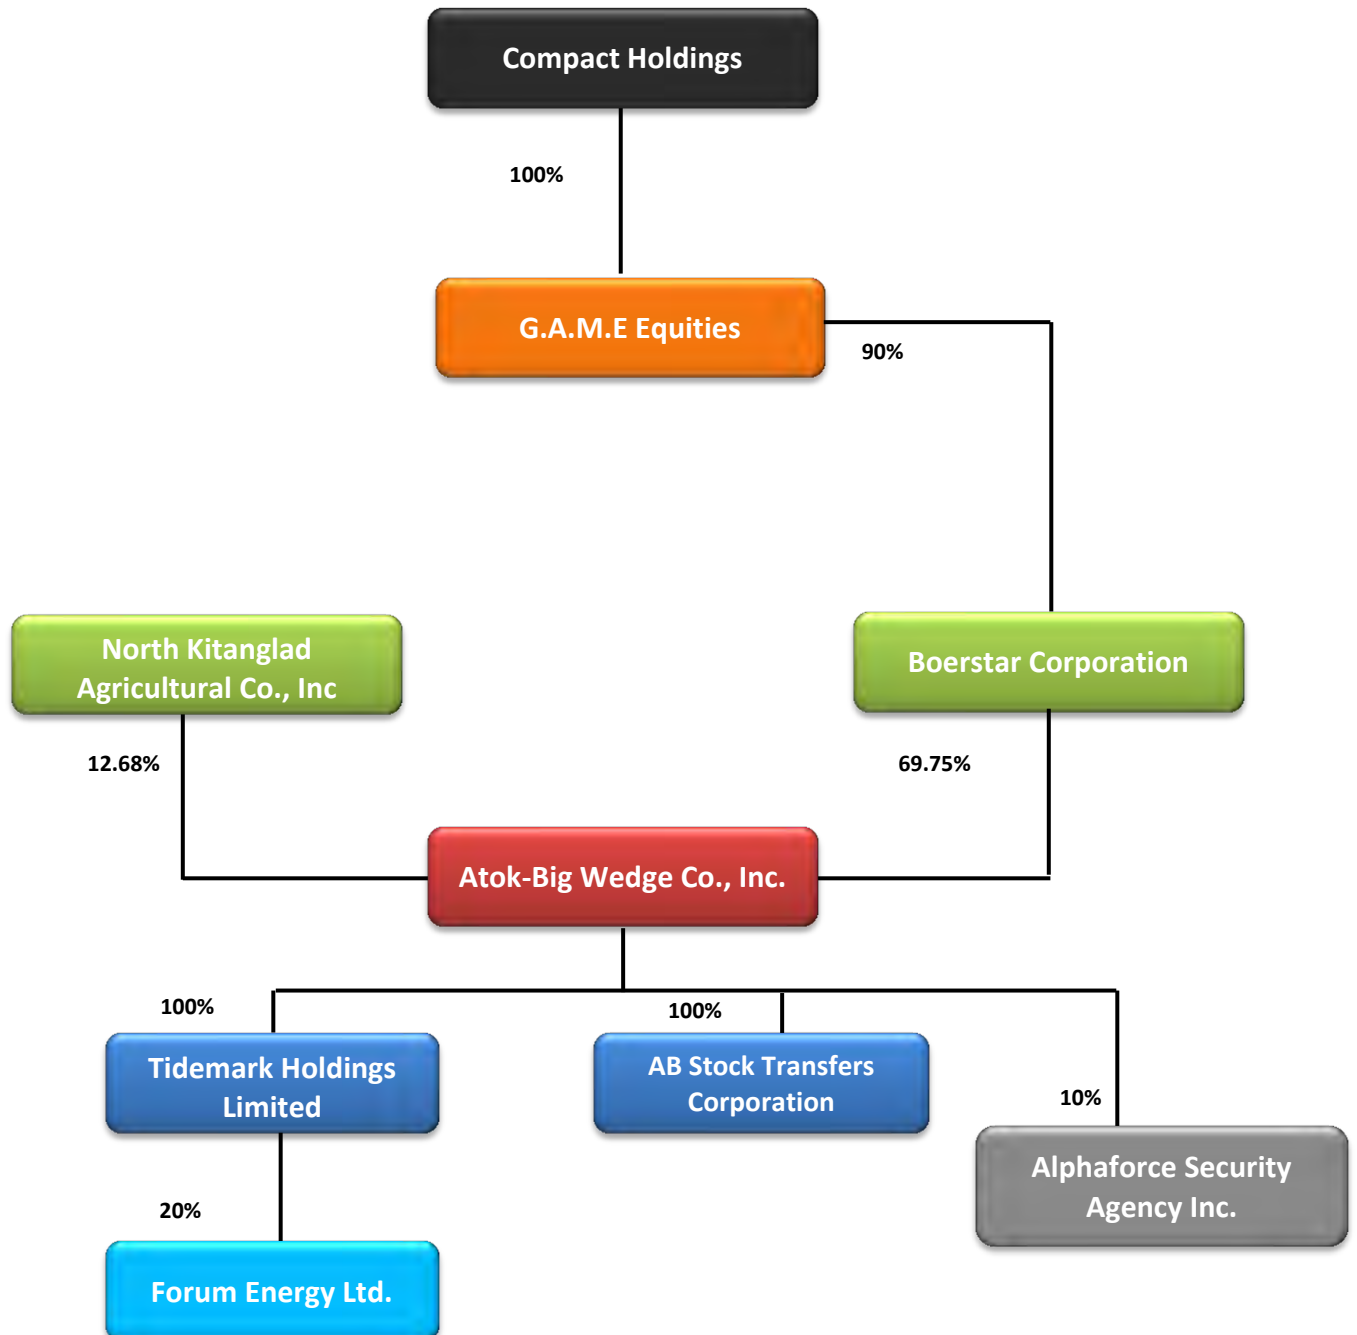 Compact Holdings
100%
G.A.M.E Equities
90%
North Kitanglad
Agricultural Co., Inc
Boerstar Corporation
12.68%
69.75%
Atok-Big Wedge Co., Inc.
100%
100%
Tidemark Holdings
Limited
AB Stock Transfers
Corporation
10%
Alphaforce Security
Agency Inc.
20%
Forum Energy Ltd.